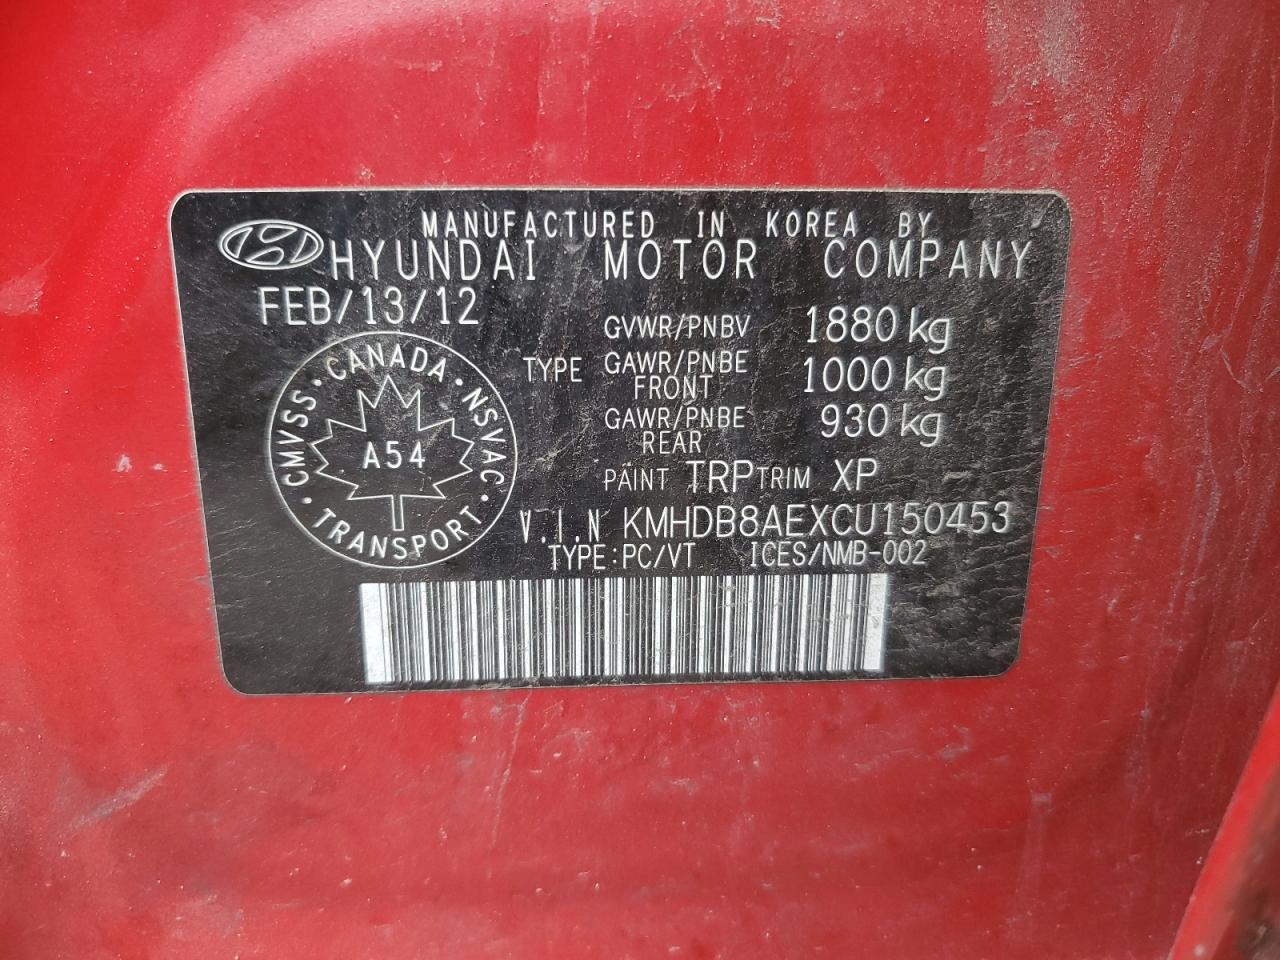 MANUFACTURED IN KOREA BY
HYUNDAI MOTOR COMPANY
FEB/13/12
GVWR/PNBV 1880 kg
TYPE GAWR/PNBE FRONT 1000 kg
GAWR/PNBE REAR 930 kg
CMVSS · CANADA · NSVAC · TRANSPORT ·
A54
PAINT TRP TRIM XP
V.I.N KMHDB8AEXCU150453
TYPE:PC/VT ICES/NMB-002